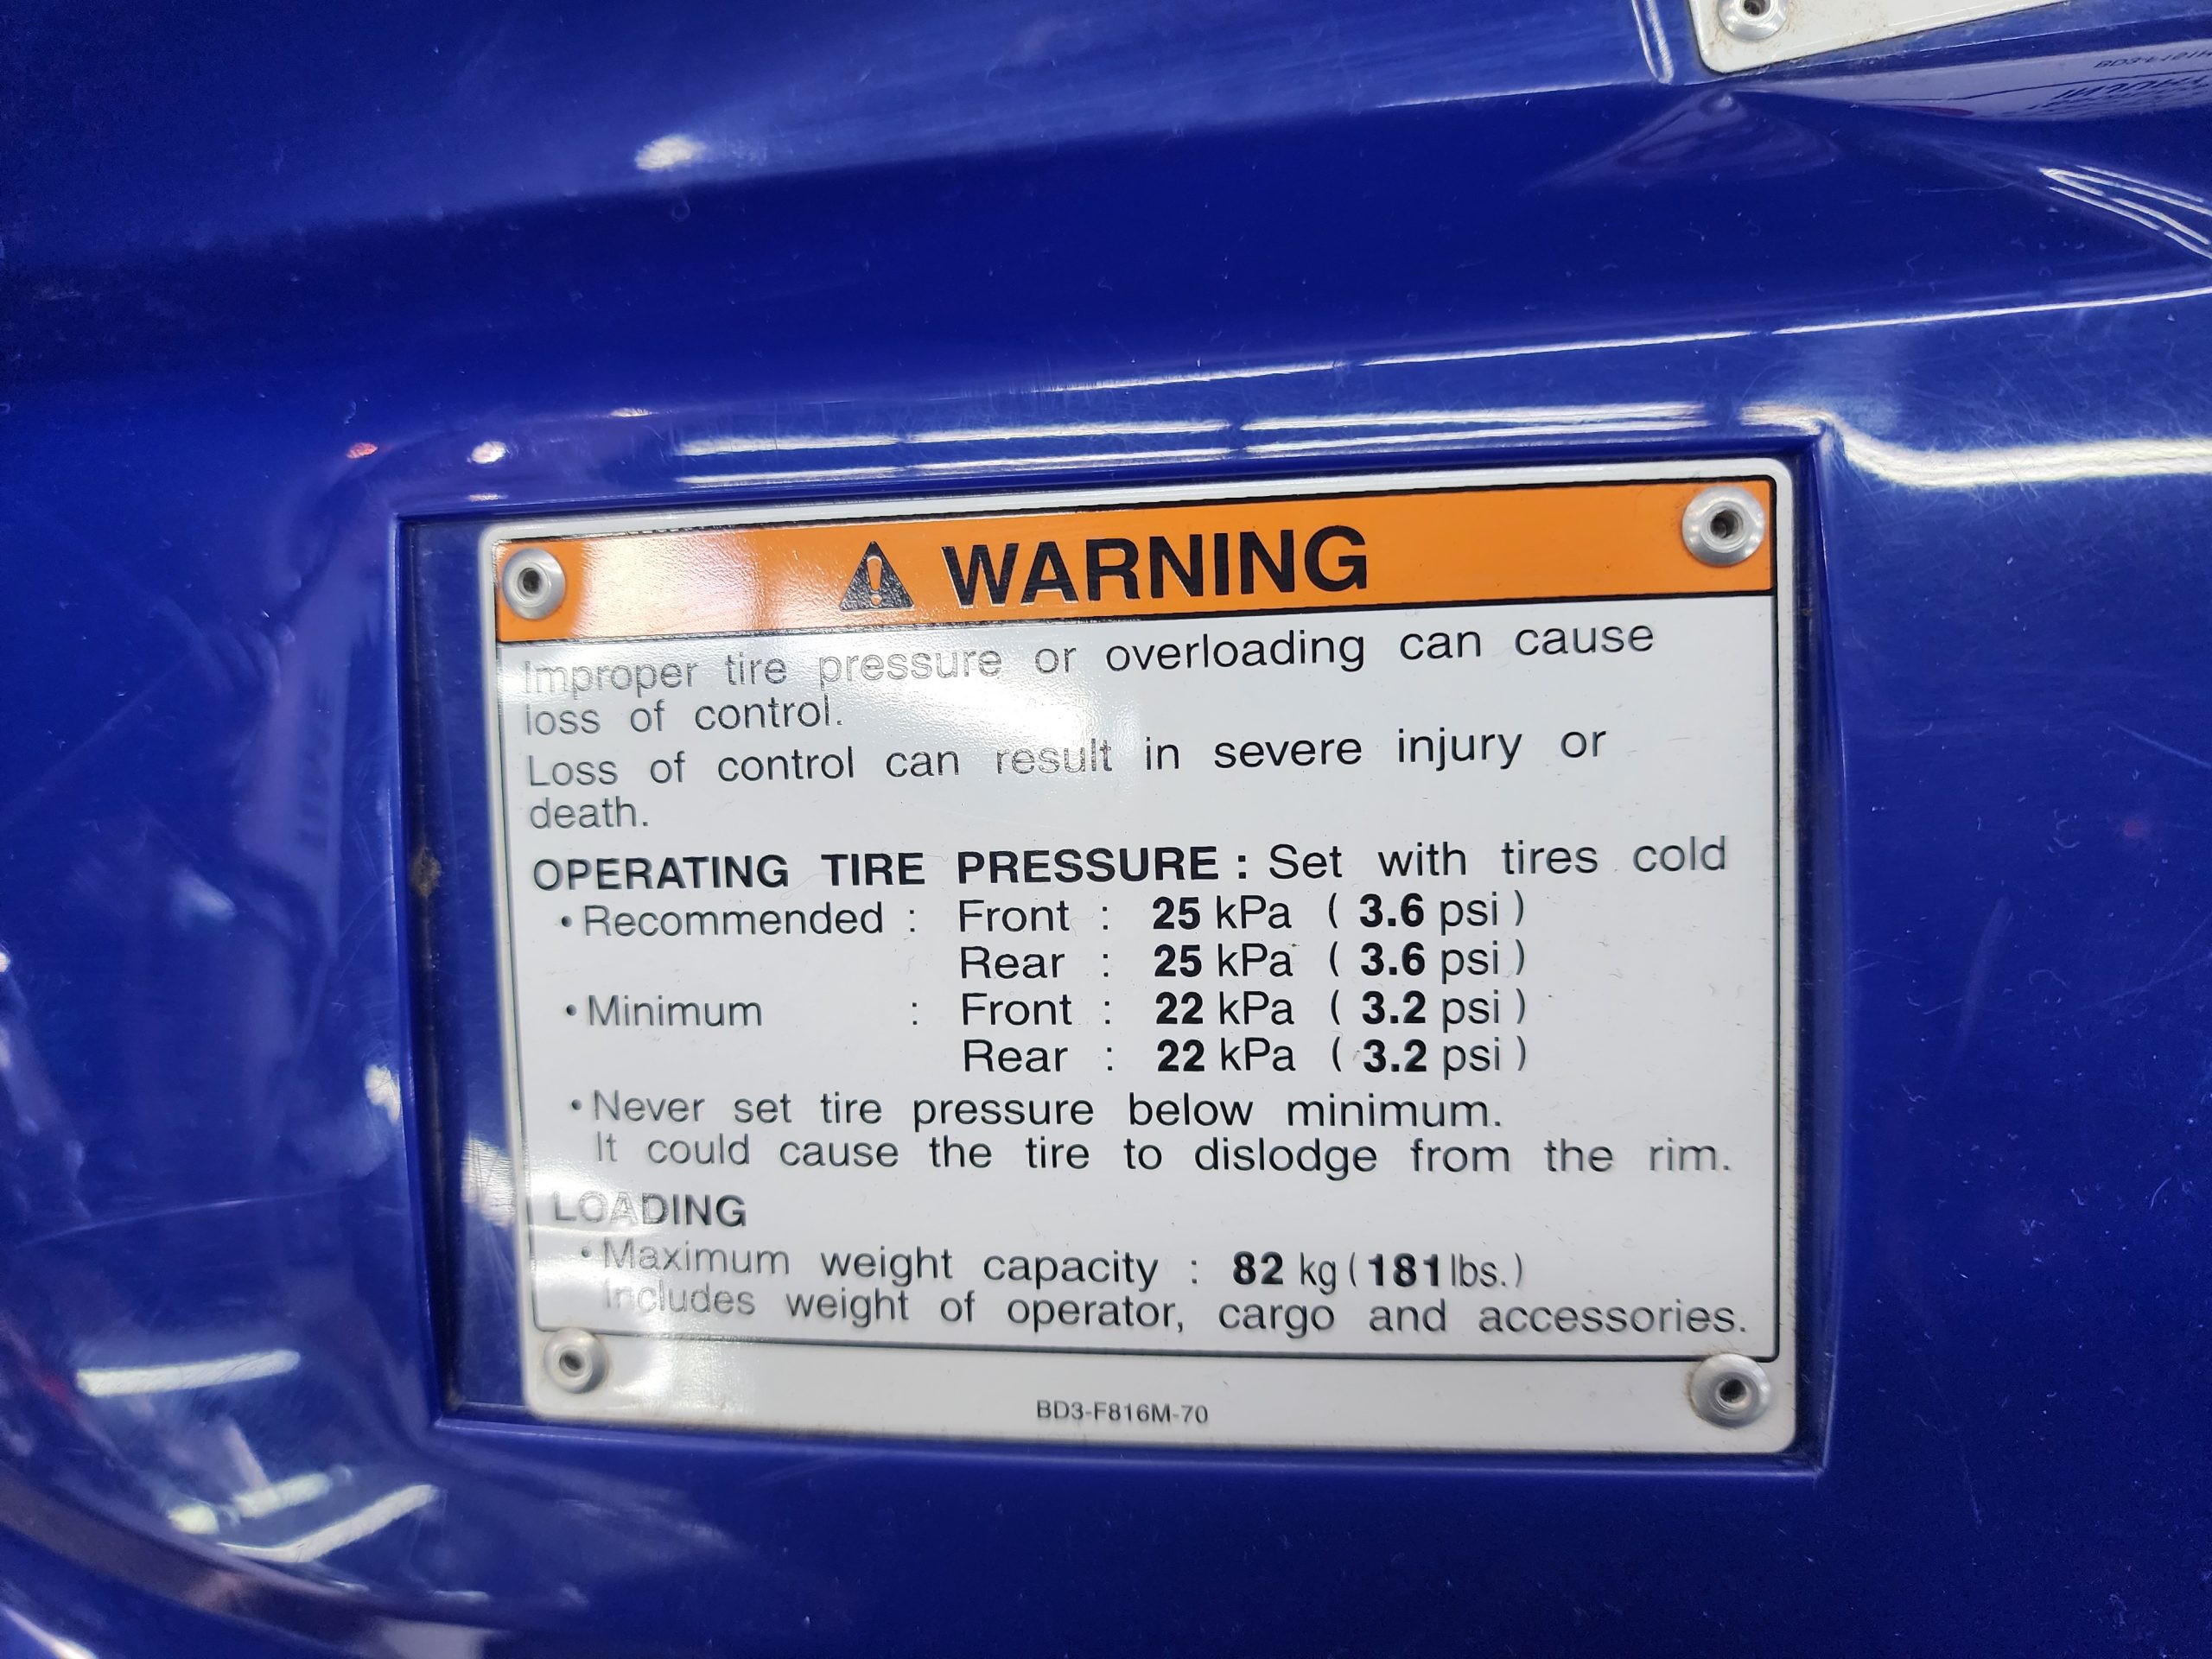 WARNING
Improper tire pressure or overloading can cause
loss of control.
Loss of control can result in severe injury or
death.
OPERATING TIRE PRESSURE : Set with tires cold
• Recommended : Front : 25 kPa ( 3.6 psi )
Rear : 25 kPa ( 3.6 psi )
• Minimum : Front : 22 kPa ( 3.2 psi )
Rear : 22 kPa ( 3.2 psi )
• Never set tire pressure below minimum.
It could cause the tire to dislodge from the rim.
LOADING
• Maximum weight capacity : 82 kg ( 181 lbs. )
Includes weight of operator, cargo and accessories.
BD3-F816M-70